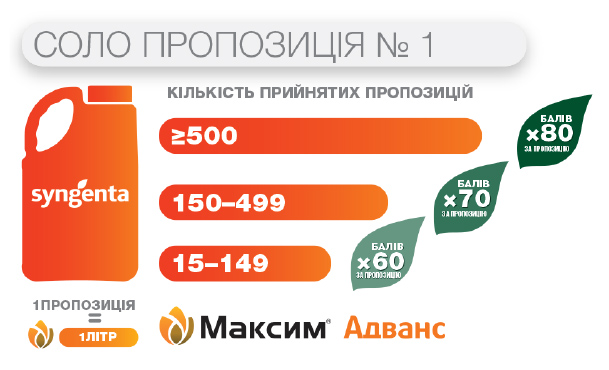 СОЛО ПРОПОЗИЦІЯ № 1
КІЛЬКІСТЬ ПРИЙНЯТИХ ПРОПОЗИЦІЙ
≥500
БАЛІВ
×80
ЗА ПРОПОЗИЦІЮ
syngenta
150–499
БАЛІВ
×70
ЗА ПРОПОЗИЦІЮ
15–149
БАЛІВ
×60
ЗА ПРОПОЗИЦІЮ
1ПРОПОЗИЦІЯ
=
1ЛІТР
Максим® Адванс